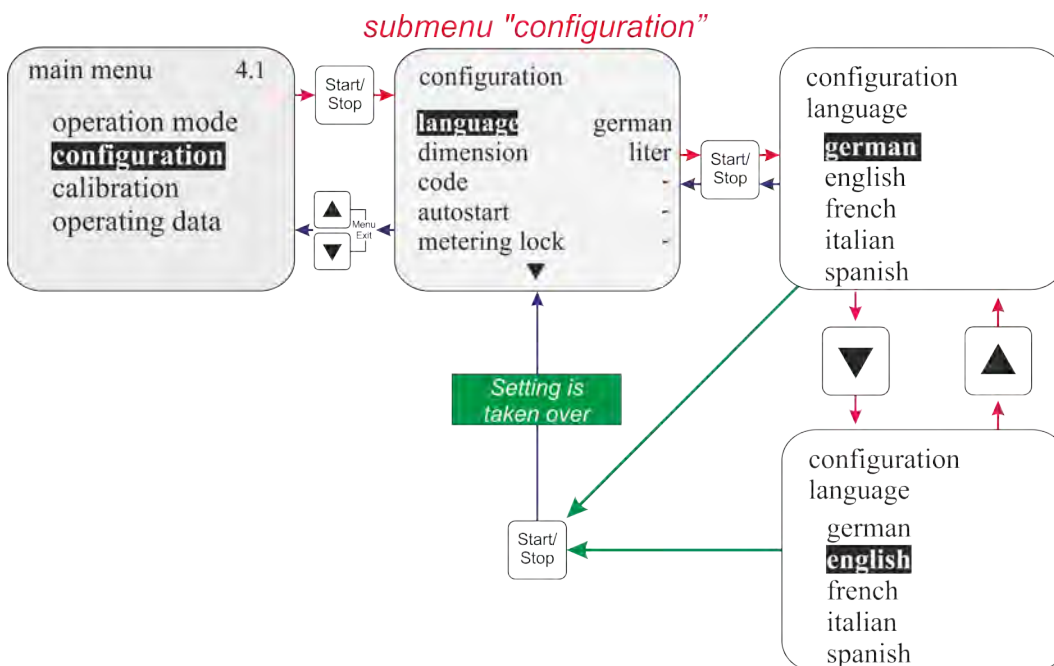 submenu "configuration”
main menu 4.1
operation mode
configuration
calibration
operating data
Start/
Stop
Menu
Exit
configuration
language german
dimension liter
code -
autostart -
metering lock -
Start/
Stop
configuration
language
german
english
french
italian
spanish
Setting is
taken over
Start/
Stop
configuration
language
german
english
french
italian
spanish